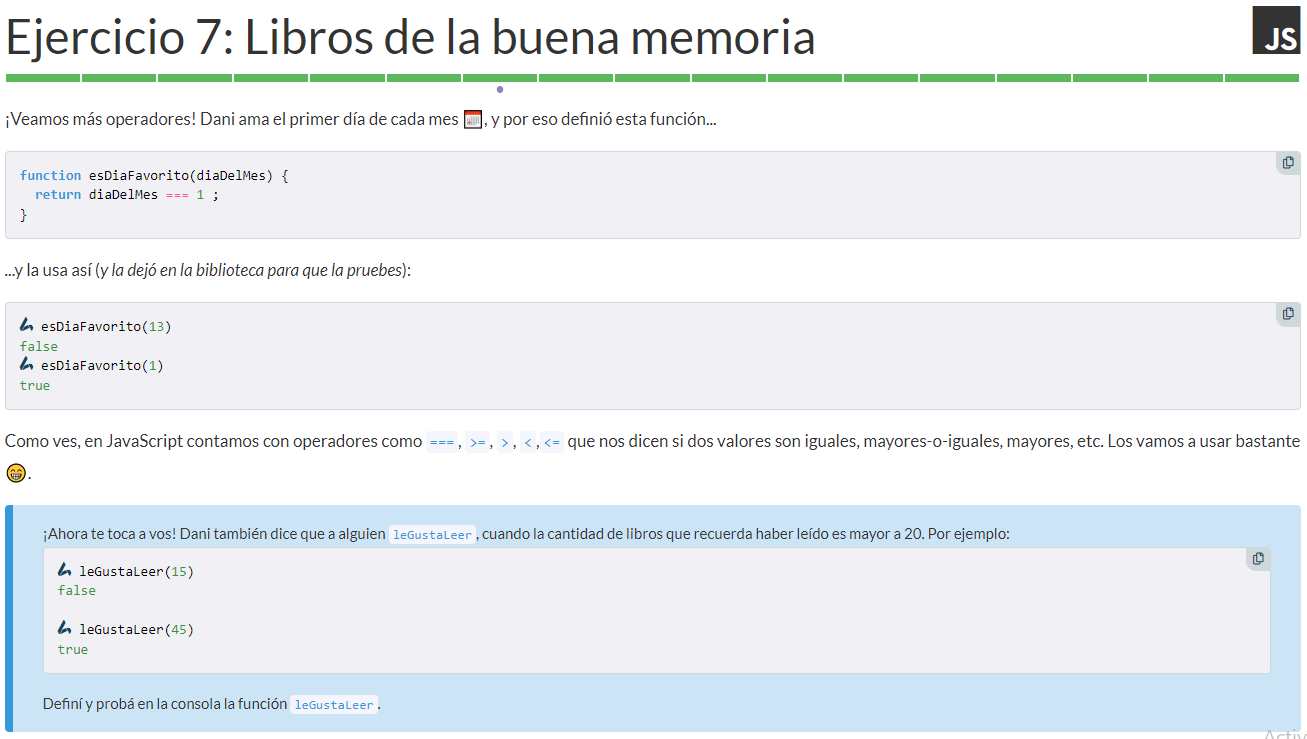 Ejercicio 7: Libros de la buena memoria
JS
¡Veamos más operadores! Dani ama el primer día de cada mes 📅, y por eso definió esta función...
function esDiaFavorito(diaDelMes) {
  return diaDelMes === 1 ;
}
...y la usa así (y la dejó en la biblioteca para que la pruebes):
esDiaFavorito(13)
false
esDiaFavorito(1)
true
Como ves, en JavaScript contamos con operadores como ===, >=, >, <, <= que nos dicen si dos valores son iguales, mayores-o-iguales, mayores, etc. Los vamos a usar bastante
😁.
¡Ahora te toca a vos! Dani también dice que a alguien leGustaLeer, cuando la cantidad de libros que recuerda haber leído es mayor a 20. Por ejemplo:
leGustaLeer(15)
false
leGustaLeer(45)
true
Definí y probá en la consola la función leGustaLeer.